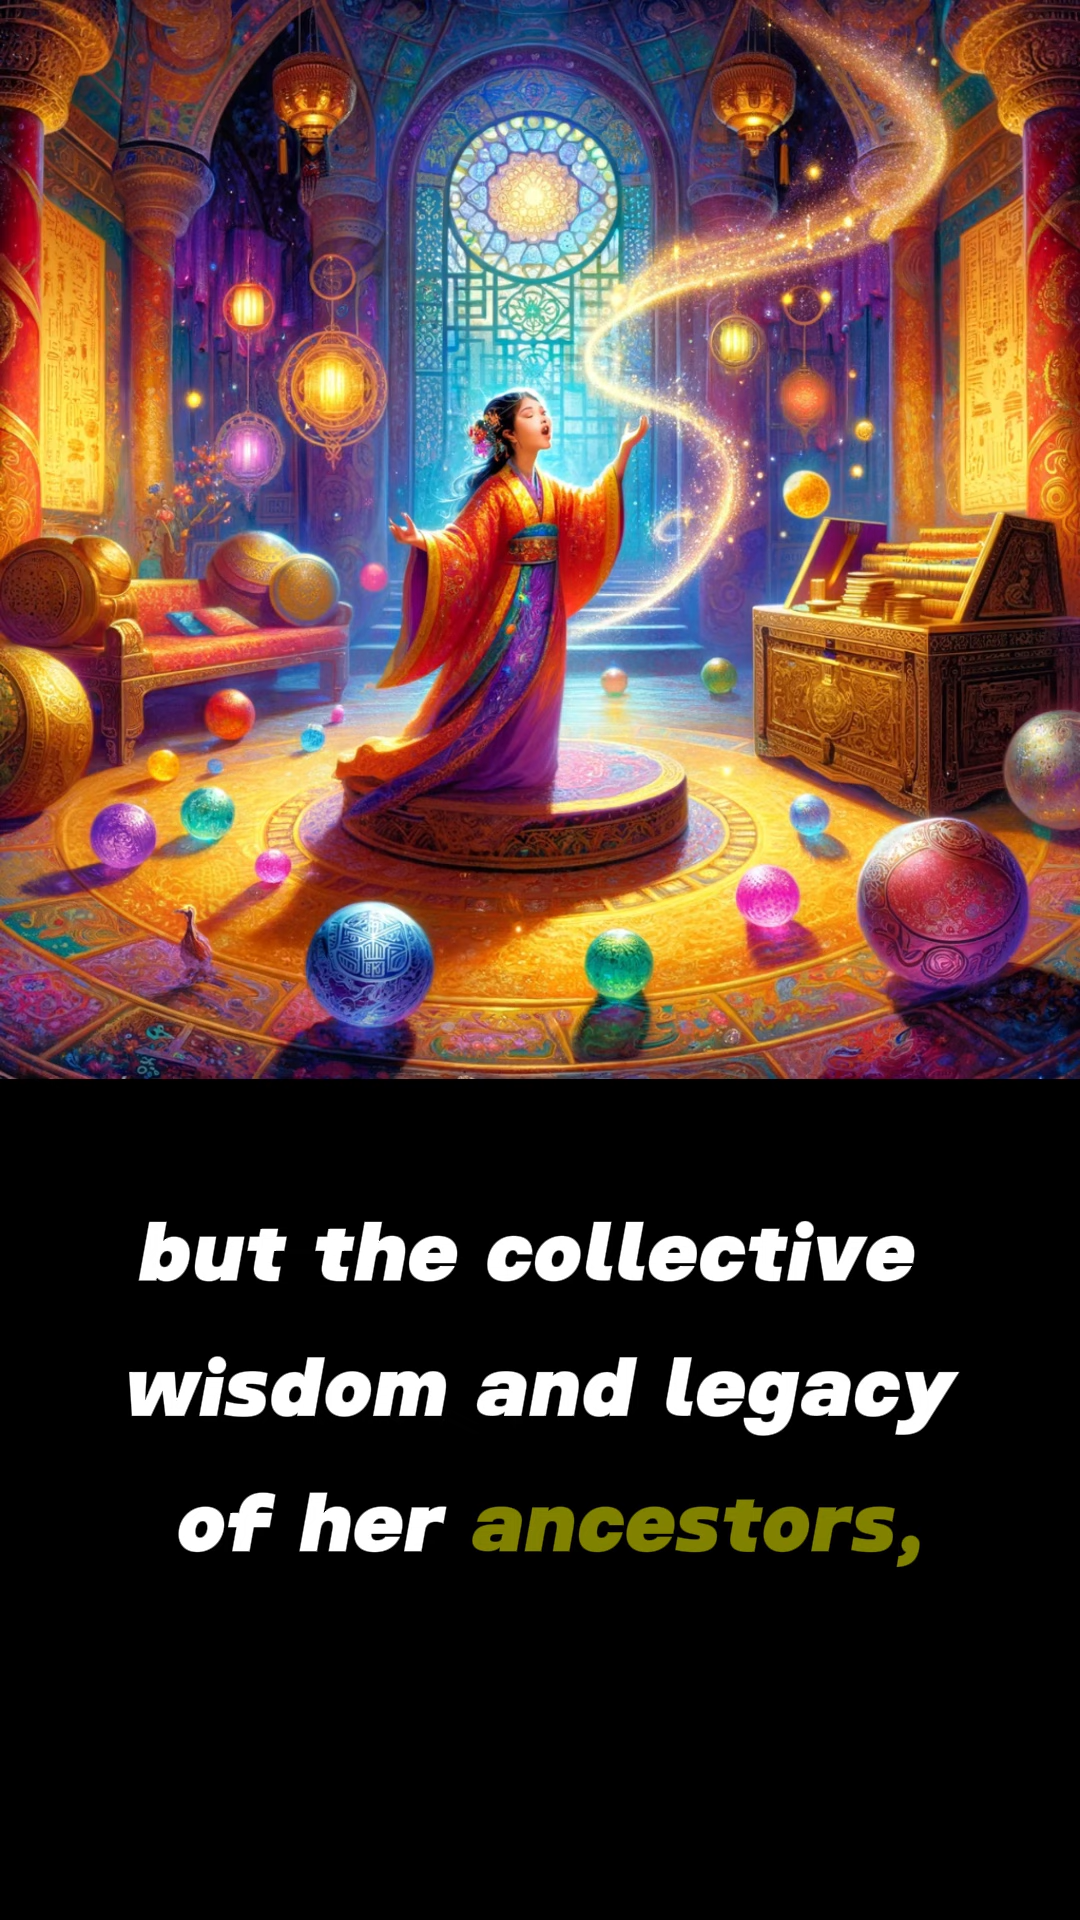 but the collective
wisdom and legacy
of her ancestors,